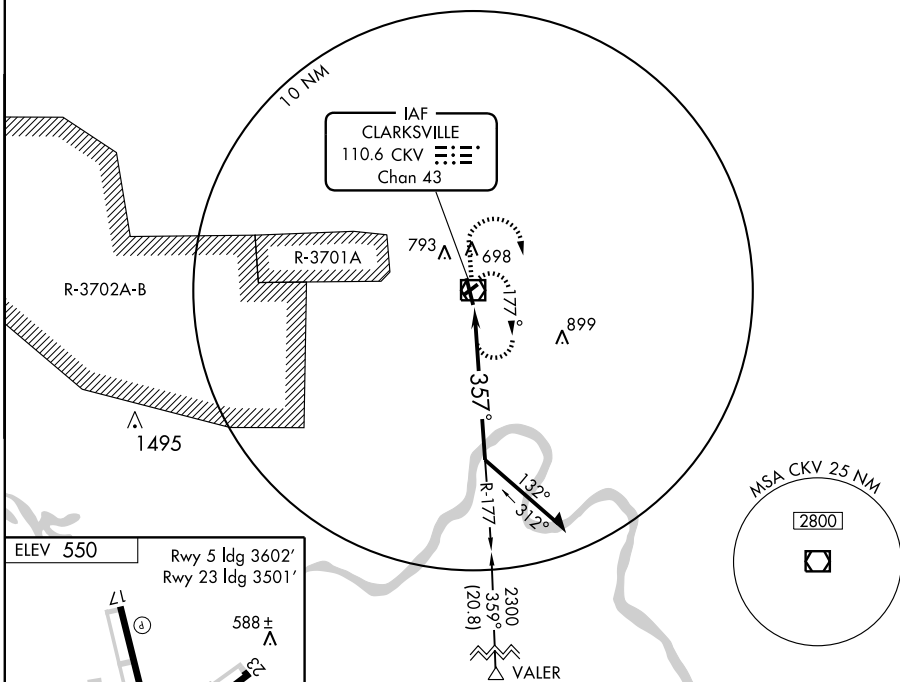 10 NM
IAF
CLARKSVILLE
110.6 CKV
Chan 43
R-3701A
793
698
R-3702A-B
177°
899
357°
1495
132°
312°
R-177
MSA CKV 25 NM
2800
ELEV 550
Rwy 5 ldg 3602'
Rwy 23 ldg 3501'
2300
359°
(20.8)
17
P
588 ±
23
VALER